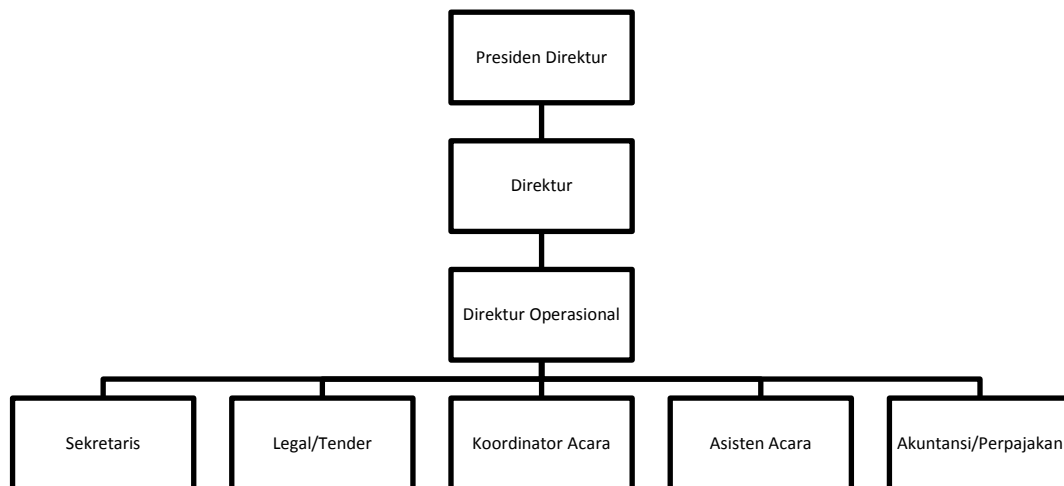 Presiden Direktur
Direktur
Direktur Operasional
Sekretaris
Legal/Tender
Koordinator Acara
Asisten Acara
Akuntansi/Perpajakan